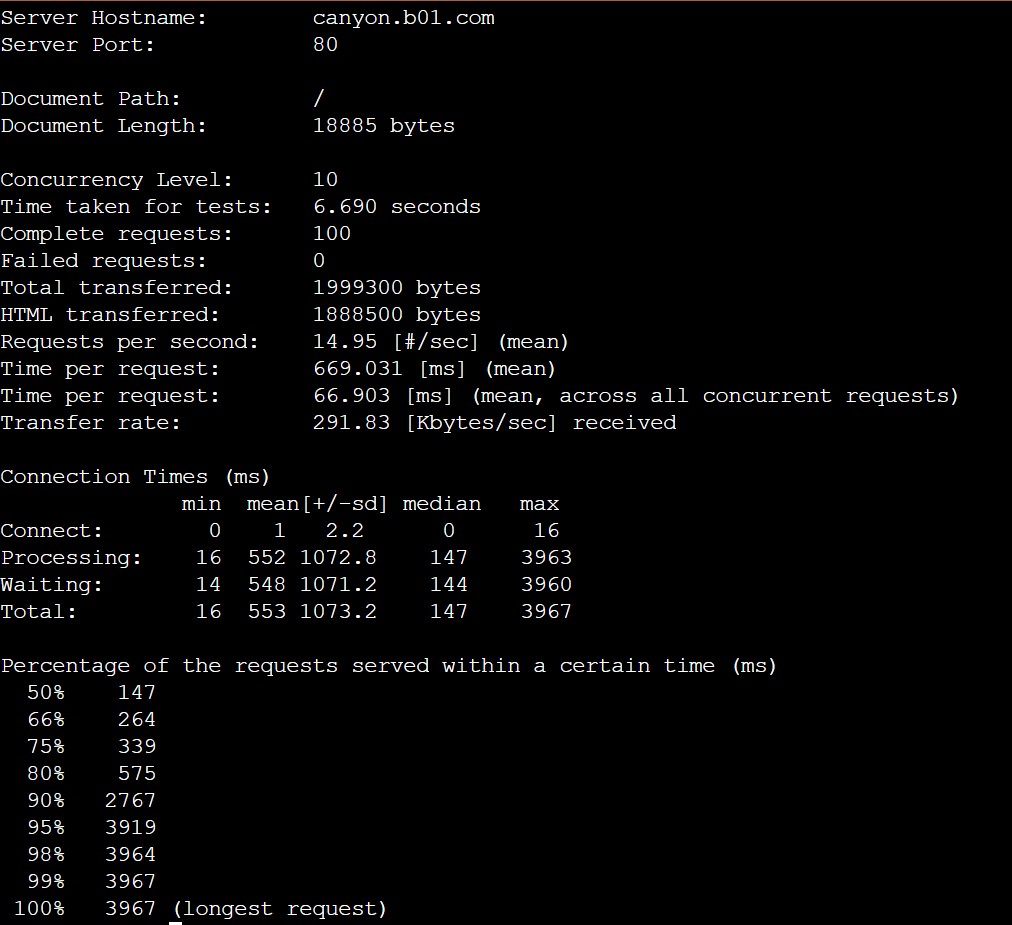 Server Hostname:        canyon.b01.com
Server Port:            80

Document Path:          /
Document Length:        18885 bytes

Concurrency Level:      10
Time taken for tests:   6.690 seconds
Complete requests:      100
Failed requests:        0
Total transferred:      1999300 bytes
HTML transferred:       1888500 bytes
Requests per second:    14.95 [#/sec] (mean)
Time per request:       669.031 [ms] (mean)
Time per request:       66.903 [ms] (mean, across all concurrent requests)
Transfer rate:          291.83 [Kbytes/sec] received

Connection Times (ms)
              min  mean[+/-sd] median   max
Connect:        0    1   2.2      0      16
Processing:    16  552 1072.8    147    3963
Waiting:       14  548 1071.2    144    3960
Total:         16  553 1073.2    147    3967

Percentage of the requests served within a certain time (ms)
  50%    147
  66%    264
  75%    339
  80%    575
  90%   2767
  95%   3919
  98%   3964
  99%   3967
 100%   3967 (longest request)